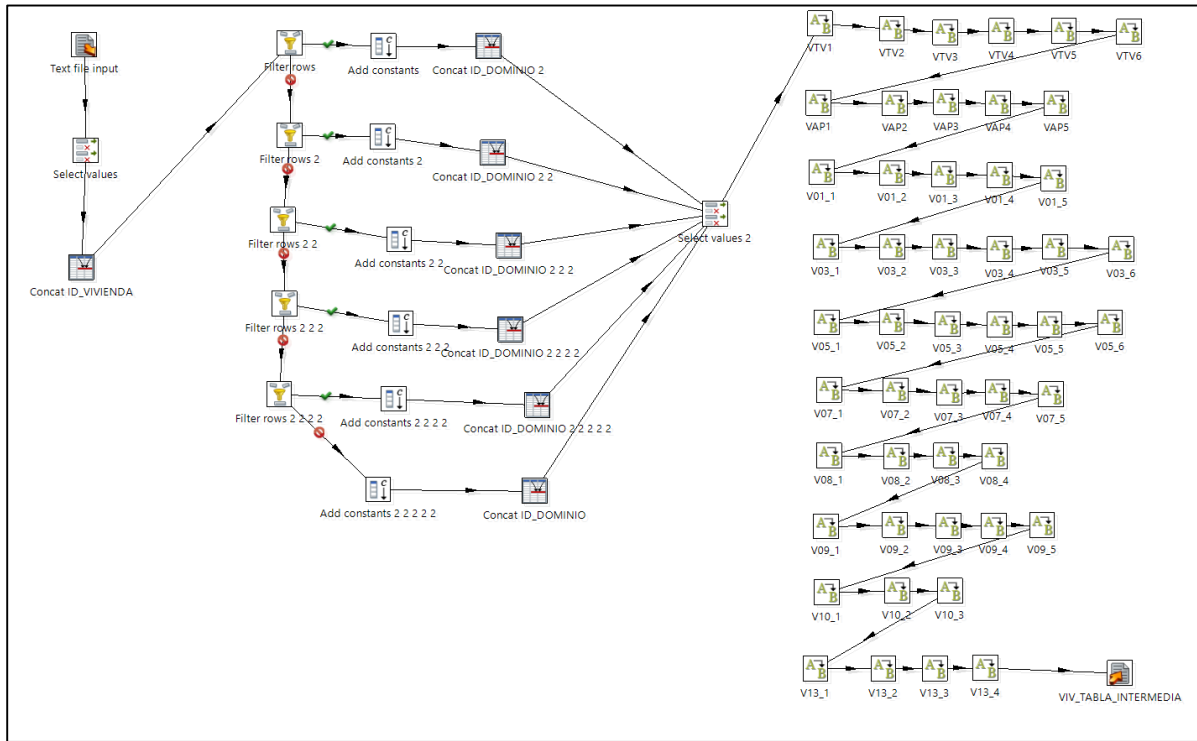 Text file input
Select values
Concat ID_VIVIENDA
Filter rows
Add constants
Concat ID_DOMINIO 2
Filter rows 2
Add constants 2
Concat ID_DOMINIO 2 2
Filter rows 2 2
Add constants 2 2
Concat ID_DOMINIO 2 2 2
Filter rows 2 2 2
Add constants 2 2 2
Concat ID_DOMINIO 2 2 2 2
Filter rows 2 2 2 2
Add constants 2 2 2 2
Concat ID_DOMINIO 2 2 2 2 2
Add constants 2 2 2 2 2
Concat ID_DOMINIO
Select values 2
VTV1 VTV2 VTV3 VTV4 VTV5 VTV6
VAP1 VAP2 VAP3 VAP4 VAP5
V01_1 V01_2 V01_3 V01_4 V01_5
V03_1 V03_2 V03_3 V03_4 V03_5 V03_6
V05_1 V05_2 V05_3 V05_4 V05_5 V05_6
V07_1 V07_2 V07_3 V07_4 V07_5
V08_1 V08_2 V08_3 V08_4
V09_1 V09_2 V09_3 V09_4 V09_5
V10_1 V10_2 V10_3
V13_1 V13_2 V13_3 V13_4 VIV_TABLA_INTERMEDIA